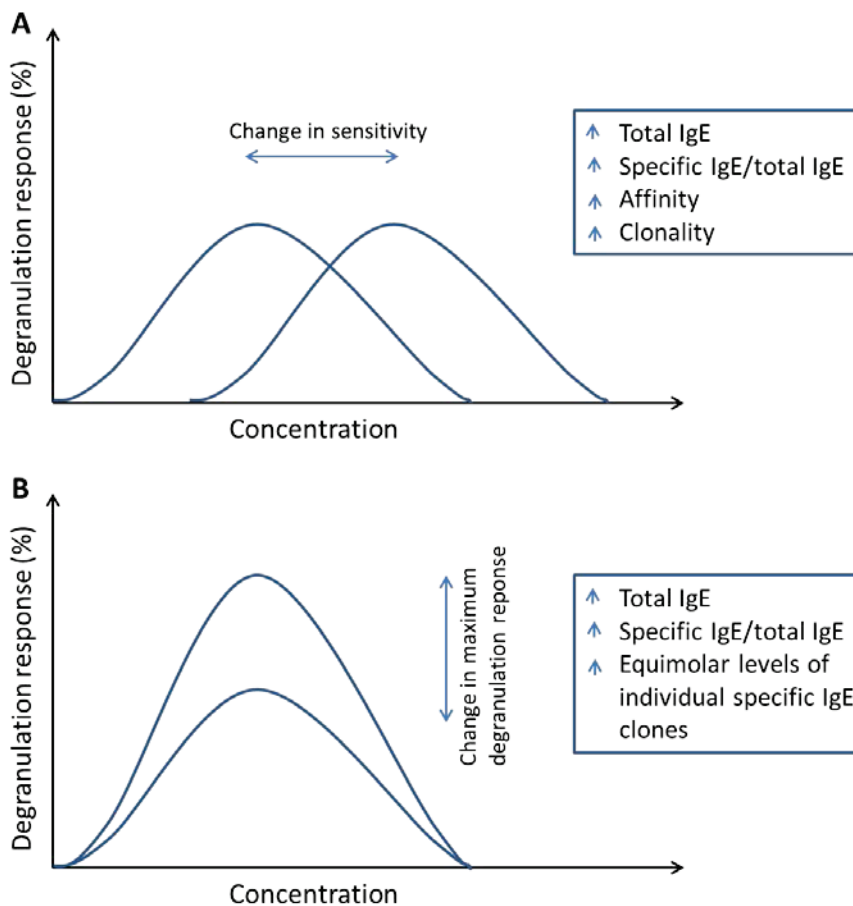 A
Degranulation response (%)
Change in sensitivity
Concentration
Total IgE
Specific IgE/total IgE
Affinity
Clonality
B
Degranulation response (%)
Change in maximum
degranulation reponse
Concentration
Total IgE
Specific IgE/total IgE
Equimolar levels of
individual specific IgE
clones